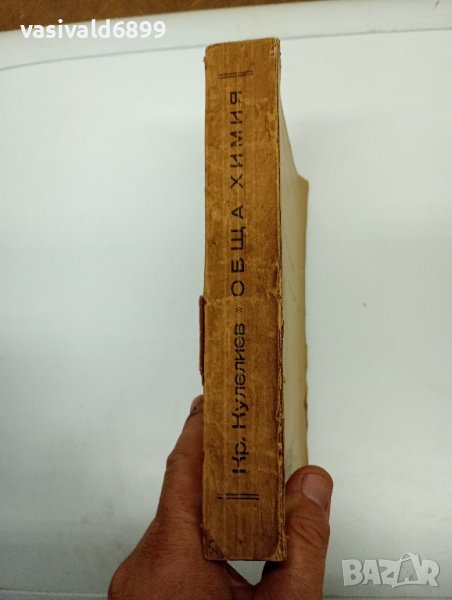 vasivald6899
Кр. Кулелиев = ОБЩА ХИМИЯ
BAZAR